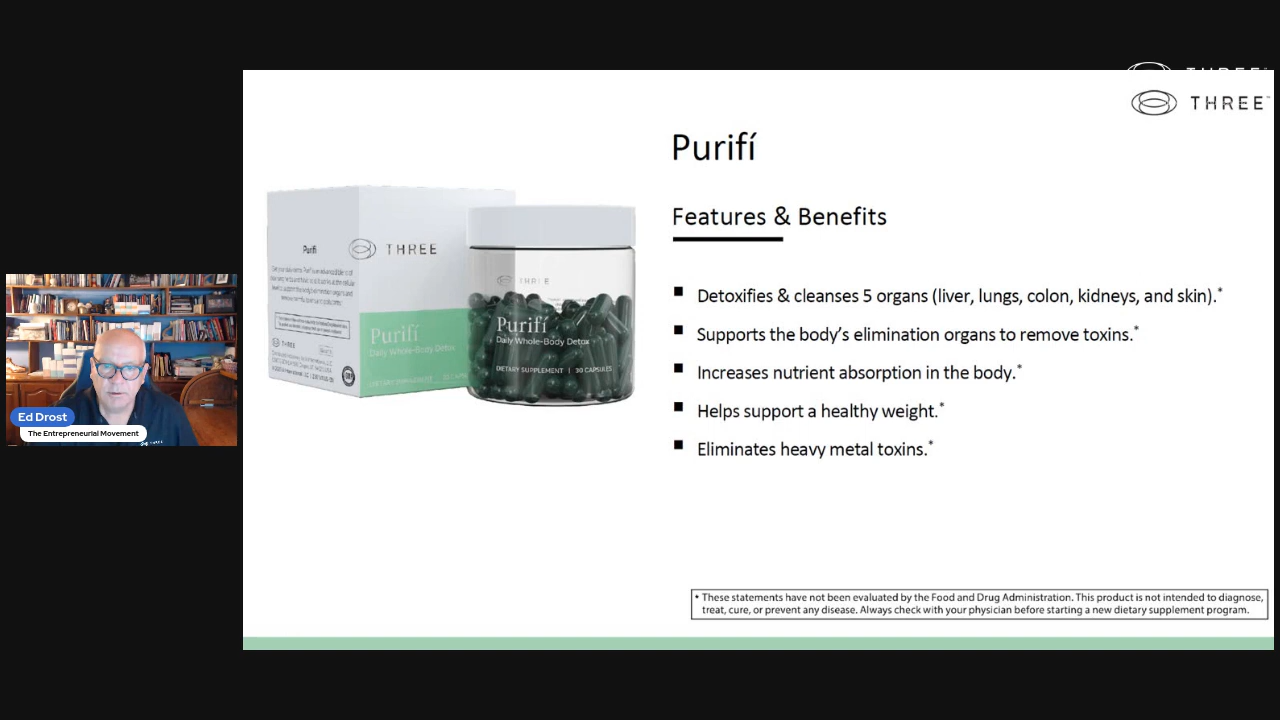 THREE™
THREE™
Purifí
Features & Benefits
■ Detoxifies & cleanses 5 organs (liver, lungs, colon, kidneys, and skin).*
■ Supports the body’s elimination organs to remove toxins.*
■ Increases nutrient absorption in the body.*
■ Helps support a healthy weight.*
■ Eliminates heavy metal toxins.*
* These statements have not been evaluated by the Food and Drug Administration. This product is not intended to diagnose,
treat, cure, or prevent any disease. Always check with your physician before starting a new dietary supplement program.
Purifí
THREE
Purifí
Daily Whole-Body Detox
DIETARY SUPPLEMENT
THREE
THREE
Purifí
Daily Whole-Body Detox
DIETARY SUPPLEMENT | 30 CAPSULES
Ed Drost
The Entrepreneurial Movement